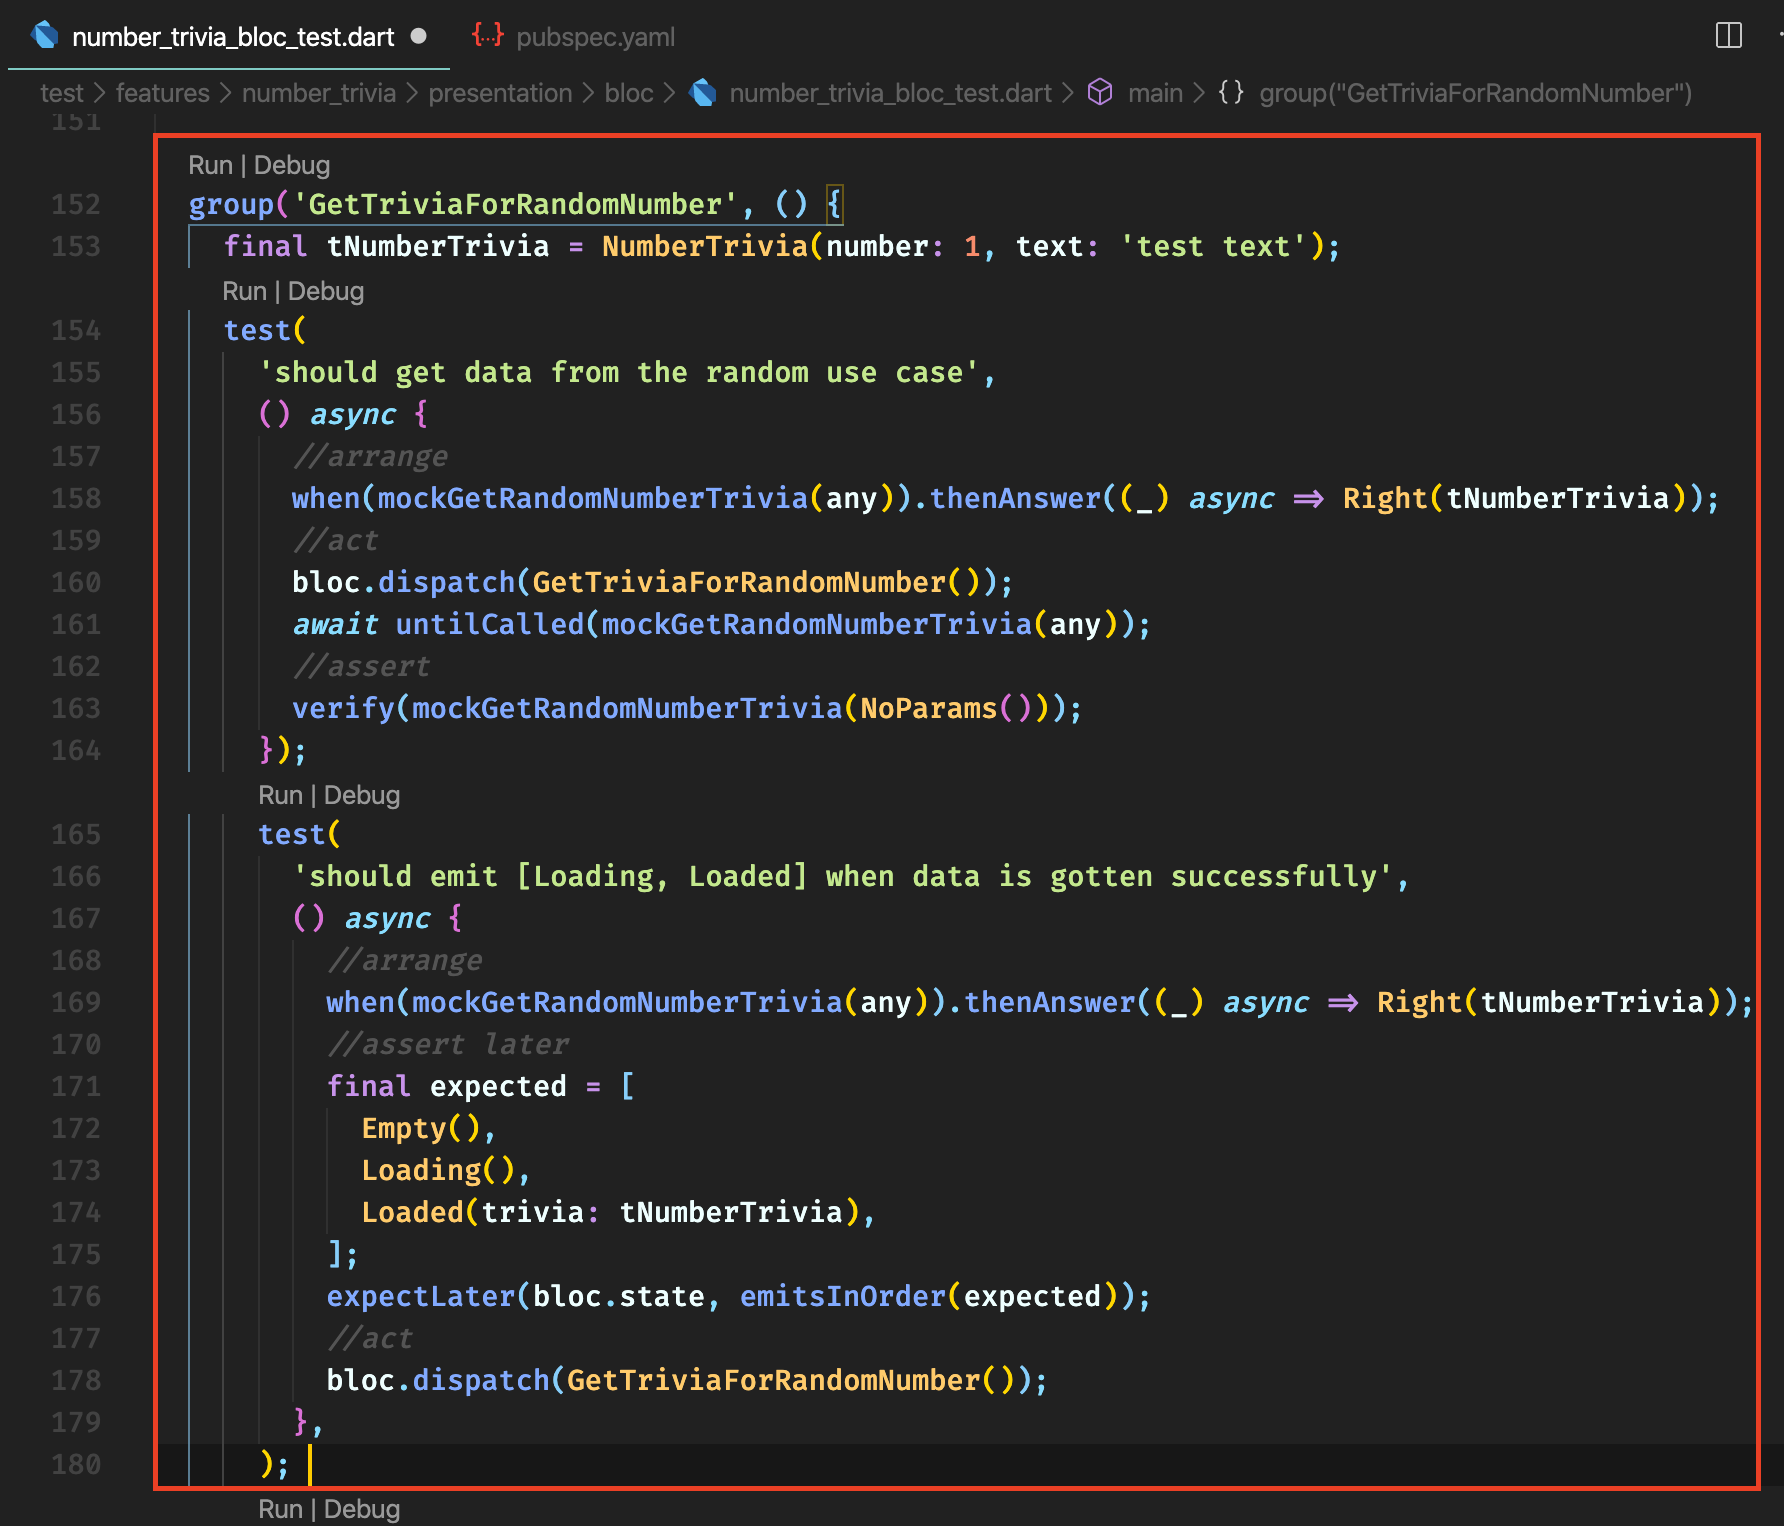 number_trivia_bloc_test.dart
{..} pubspec.yaml
test > features > number_trivia > presentation > bloc > number_trivia_bloc_test.dart > main > {} group("GetTriviaForRandomNumber")
151
Run | Debug
152 group('GetTriviaForRandomNumber', () {
153 final tNumberTrivia = NumberTrivia(number: 1, text: 'test text');
Run | Debug
154 test(
155 'should get data from the random use case',
156 () async {
157 //arrange
158 when(mockGetRandomNumberTrivia(any)).thenAnswer((_) async => Right(tNumberTrivia));
159 //act
160 bloc.dispatch(GetTriviaForRandomNumber());
161 await untilCalled(mockGetRandomNumberTrivia(any));
162 //assert
163 verify(mockGetRandomNumberTrivia(NoParams()));
164 });
Run | Debug
165 test(
166 'should emit [Loading, Loaded] when data is gotten successfully',
167 () async {
168 //arrange
169 when(mockGetRandomNumberTrivia(any)).thenAnswer((_) async => Right(tNumberTrivia));
170 //assert later
171 final expected = [
172 Empty(),
173 Loading(),
174 Loaded(trivia: tNumberTrivia),
175 ];
176 expectLater(bloc.state, emitsInOrder(expected));
177 //act
178 bloc.dispatch(GetTriviaForRandomNumber());
179 },
180 );
Run | Debug